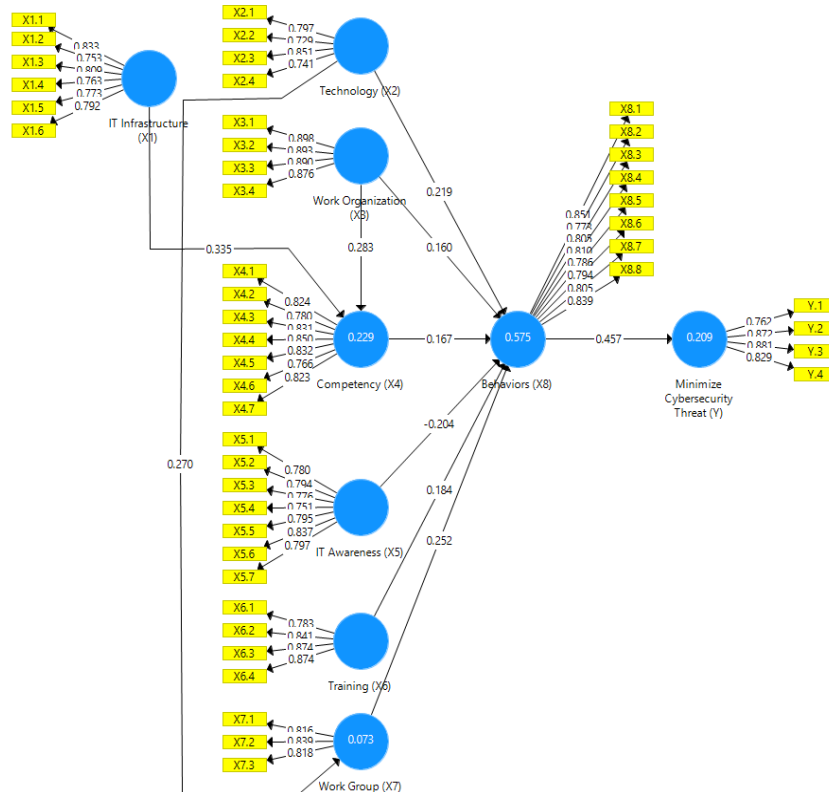 X1.1
X1.2
X1.3
X1.4
X1.5
X1.6
0.833
0.753
0.809
0.763
0.773
0.792
IT Infrastructure
(X1)
X2.1
X2.2
X2.3
X2.4
0.797
0.729
0.851
0.741
Technology (X2)
X3.1
X3.2
X3.3
X3.4
0.898
0.893
0.890
0.876
Work Organization
(X3)
0.219
0.160
0.335
0.283
X4.1
X4.2
X4.3
X4.4
X4.5
X4.6
X4.7
0.824
0.780
0.831
0.850
0.832
0.766
0.823
0.229
Competency (X4)
0.167
X8.1
X8.2
X8.3
X8.4
X8.5
X8.6
X8.7
X8.8
0.851
0.773
0.805
0.810
0.786
0.794
0.805
0.839
0.575
Behaviors (X8)
0.457
0.209
Minimize
Cybersecurity
Threat (Y)
0.762
0.872
0.881
0.829
Y.1
Y.2
Y.3
Y.4
X5.1
X5.2
X5.3
X5.4
X5.5
X5.6
X5.7
0.780
0.794
0.776
0.751
0.795
0.837
0.797
IT Awareness (X5)
-0.204
0.270
0.184
0.252
X6.1
X6.2
X6.3
X6.4
0.783
0.841
0.874
0.874
Training (X6)
X7.1
X7.2
X7.3
0.816
0.839
0.818
0.073
Work Group (X7)